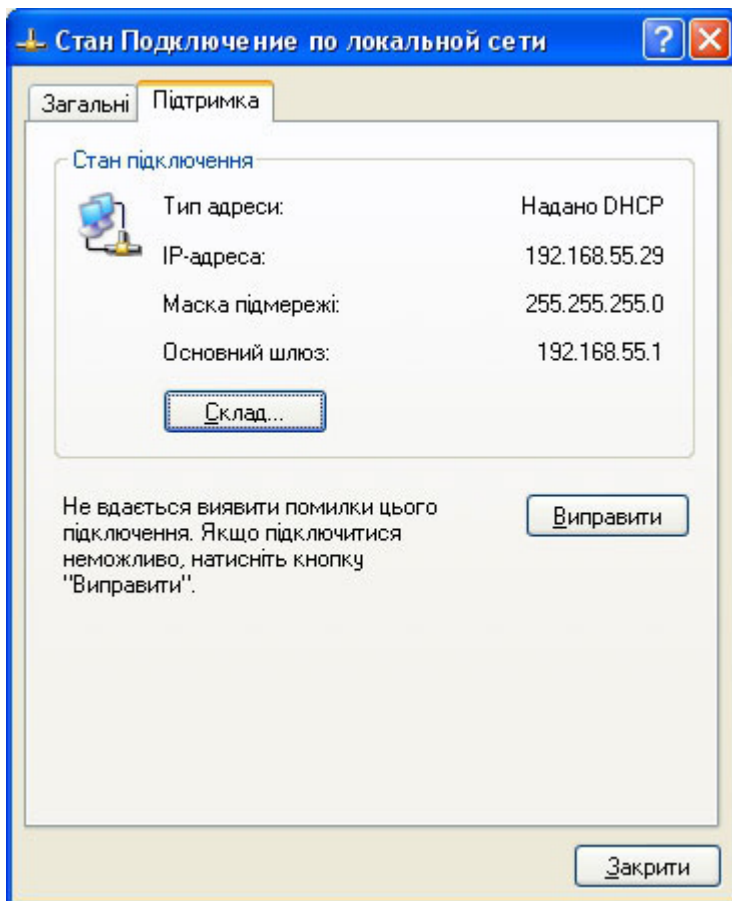 Стан Подключение по локальной сети
?
Загальні
Підтримка
Стан підключення
Тип адреси: Надано DHCP
IP-адреса: 192.168.55.29
Маска підмережі: 255.255.255.0
Основний шлюз: 192.168.55.1
Склад...
Не вдається виявити помилки цього
підключення. Якщо підключитися
неможливо, натисніть кнопку
"Виправити".
Виправити
Закрити